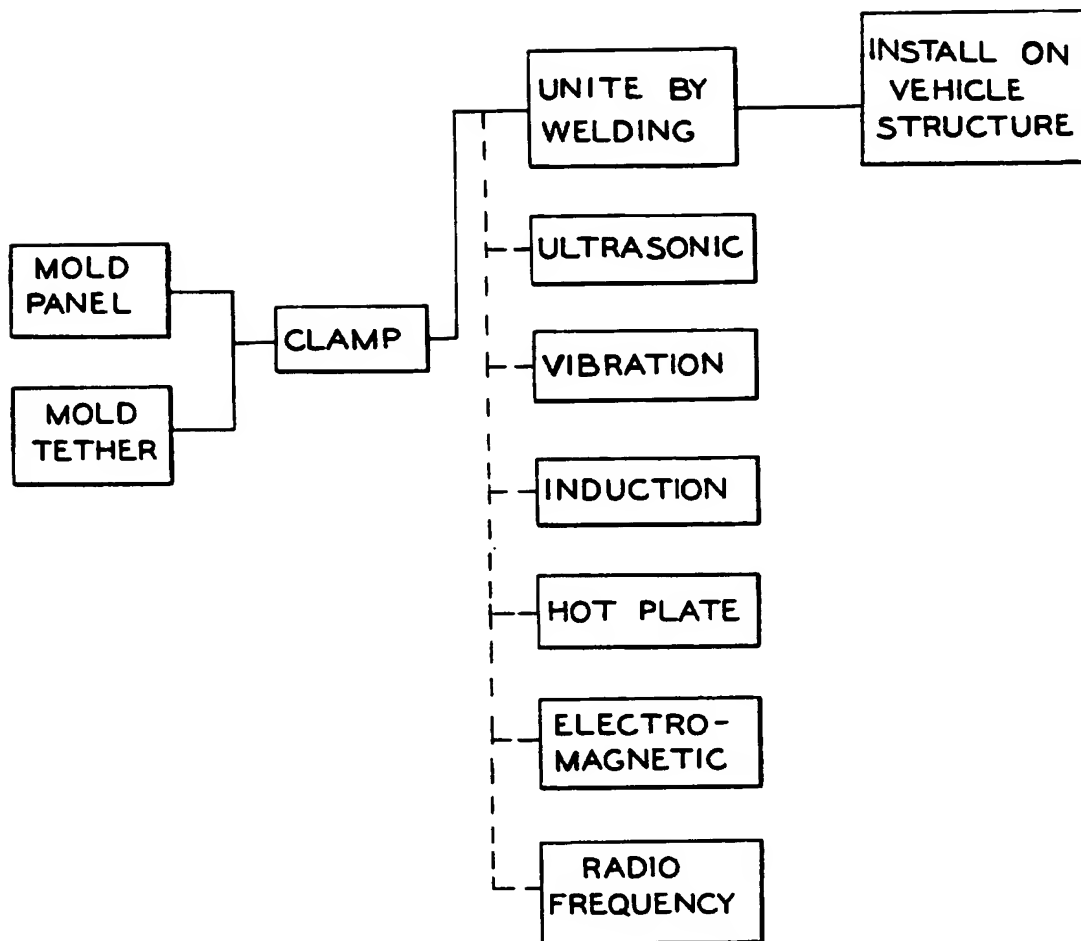 MOLD
PANEL
MOLD
TETHER
CLAMP
UNITE BY
WELDING
INSTALL ON
VEHICLE
STRUCTURE
ULTRASONIC
VIBRATION
INDUCTION
HOT PLATE
ELECTRO-
MAGNETIC
RADIO
FREQUENCY